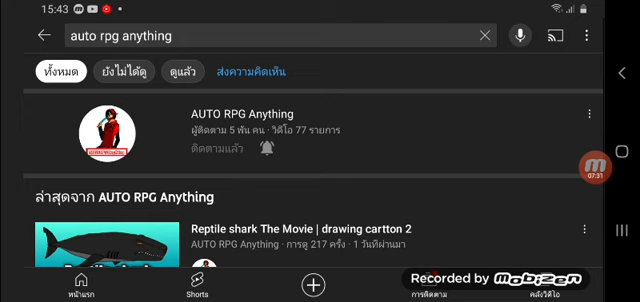 15:43
auto rpg anything
ทั้งหมด
ยังไม่ได้ดู
ดูแล้ว
ส่งความคิดเห็น
AUTO RPG Anything
ผู้ติดตาม 5 พัน คน · วิดีโอ 77 รายการ
ติดตามแล้ว
07:31
ล่าสุดจาก AUTO RPG Anything
Reptile shark The Movie | drawing cartton 2
AUTO RPG Anything · การดู 217 ครั้ง · 1 วันที่ผ่านมา
Recorded by MOBIZEN
หน้าแรก
Shorts
การติดตาม
คลังวิดีโอ